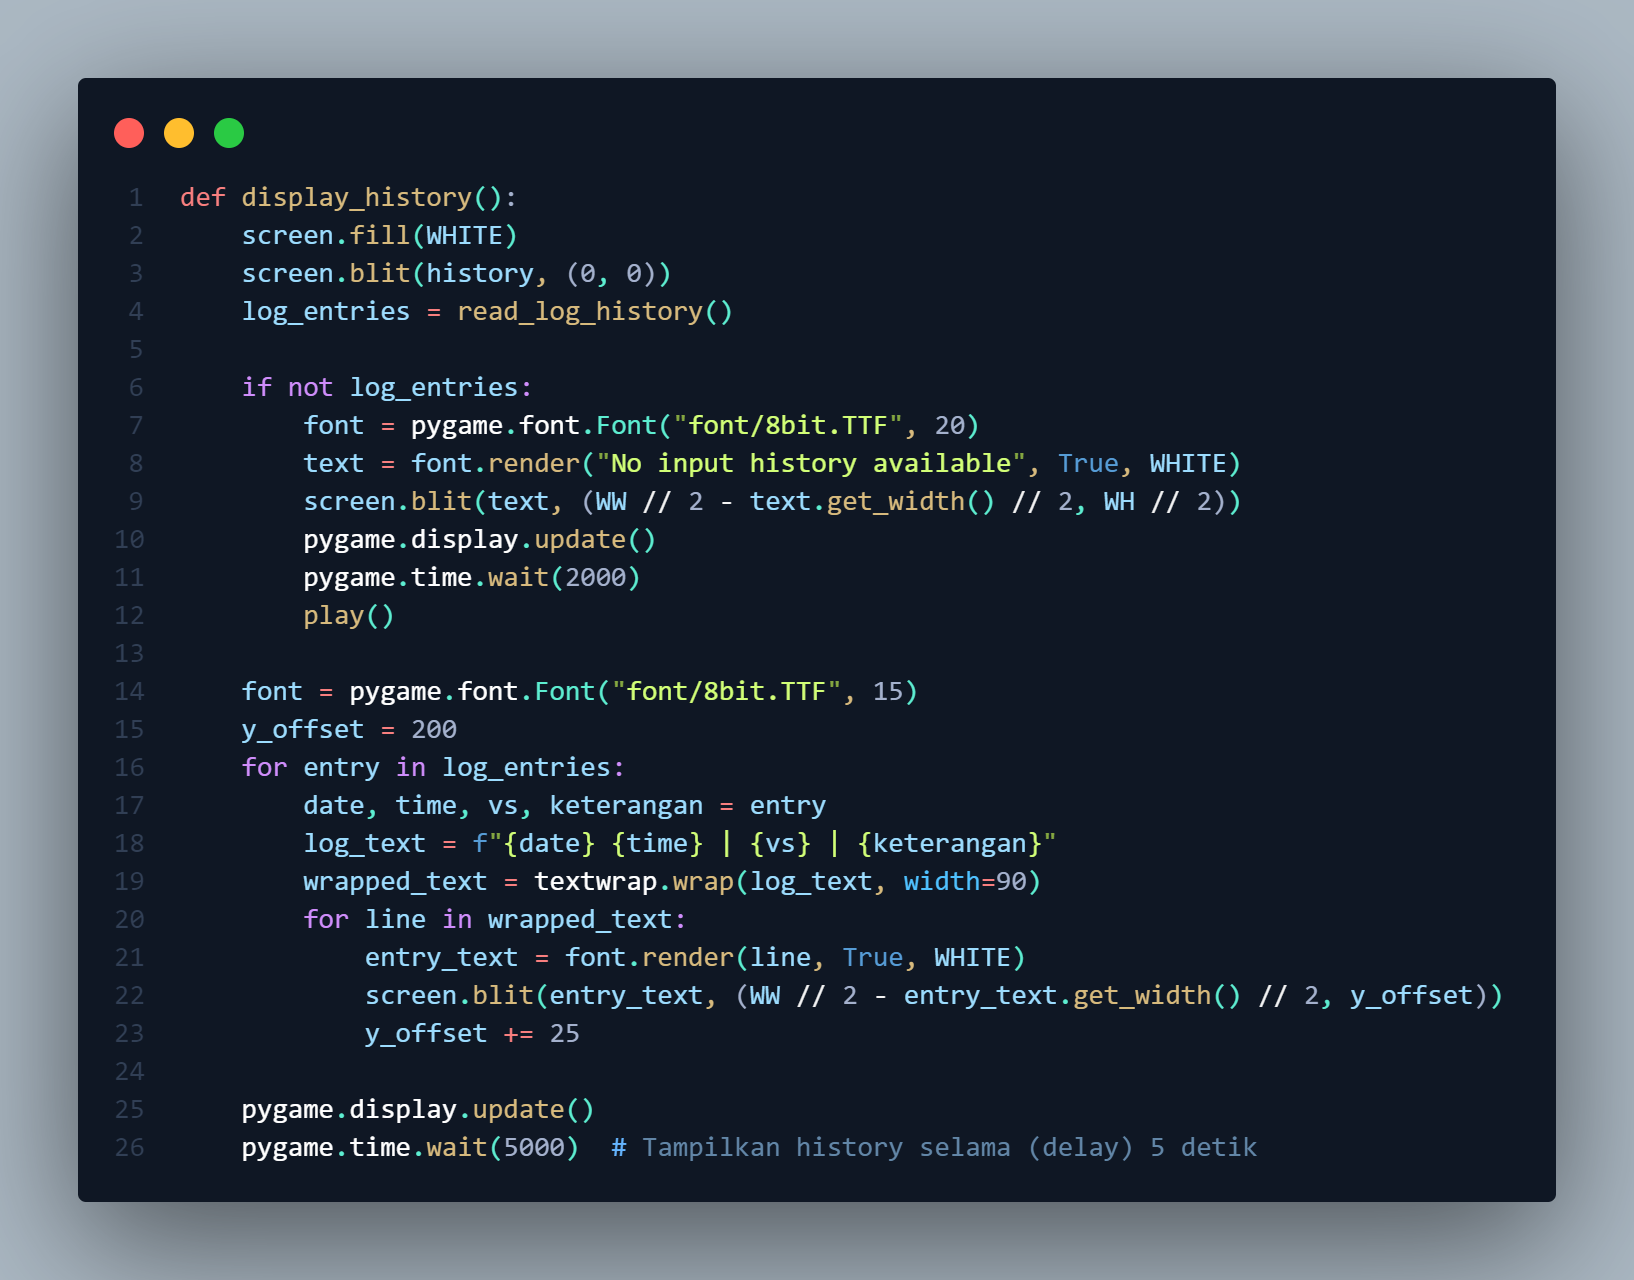 1 def display_history():
2     screen.fill(WHITE)
3     screen.blit(history, (0, 0))
4     log_entries = read_log_history()
5
6     if not log_entries:
7         font = pygame.font.Font("font/8bit.TTF", 20)
8         text = font.render("No input history available", True, WHITE)
9         screen.blit(text, (WW // 2 - text.get_width() // 2, WH // 2))
10         pygame.display.update()
11         pygame.time.wait(2000)
12         play()
13
14     font = pygame.font.Font("font/8bit.TTF", 15)
15     y_offset = 200
16     for entry in log_entries:
17         date, time, vs, keterangan = entry
18         log_text = f"{date} {time} | {vs} | {keterangan}"
19         wrapped_text = textwrap.wrap(log_text, width=90)
20         for line in wrapped_text:
21             entry_text = font.render(line, True, WHITE)
22             screen.blit(entry_text, (WW // 2 - entry_text.get_width() // 2, y_offset))
23             y_offset += 25
24
25     pygame.display.update()
26     pygame.time.wait(5000)  # Tampilkan history selama (delay) 5 detik